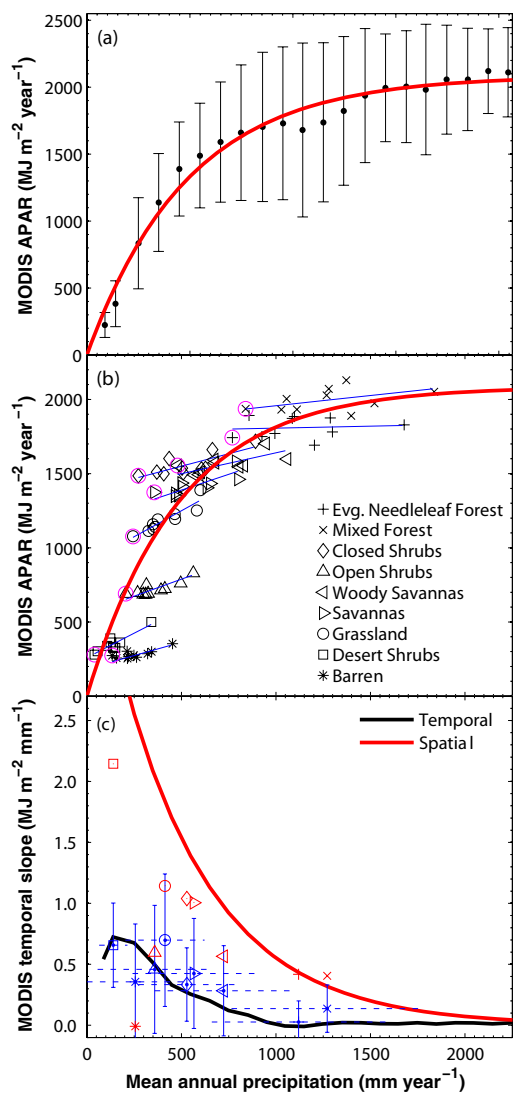 (a)
2500
2000
1500
1000
500
0
MODIS APAR (MJ m⁻² year⁻¹)
(b)
2000
1500
1000
500
0
MODIS APAR (MJ m⁻² year⁻¹)
Evg. Needleleaf Forest
Mixed Forest
Closed Shrubs
Open Shrubs
Woody Savannas
Savannas
Grassland
Desert Shrubs
Barren
(c)
2.5
2.0
1.5
1.0
0.5
0.0
MODIS temporal slope (MJ m⁻² mm⁻¹)
Temporal
Spatial
0 500 1000 1500 2000
Mean annual precipitation (mm year⁻¹)